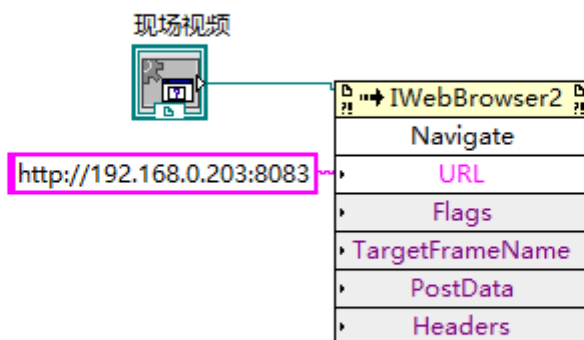 现场视频
IWebBrowser2
Navigate
http://192.168.0.203:8083
URL
Flags
TargetFrameName
PostData
Headers